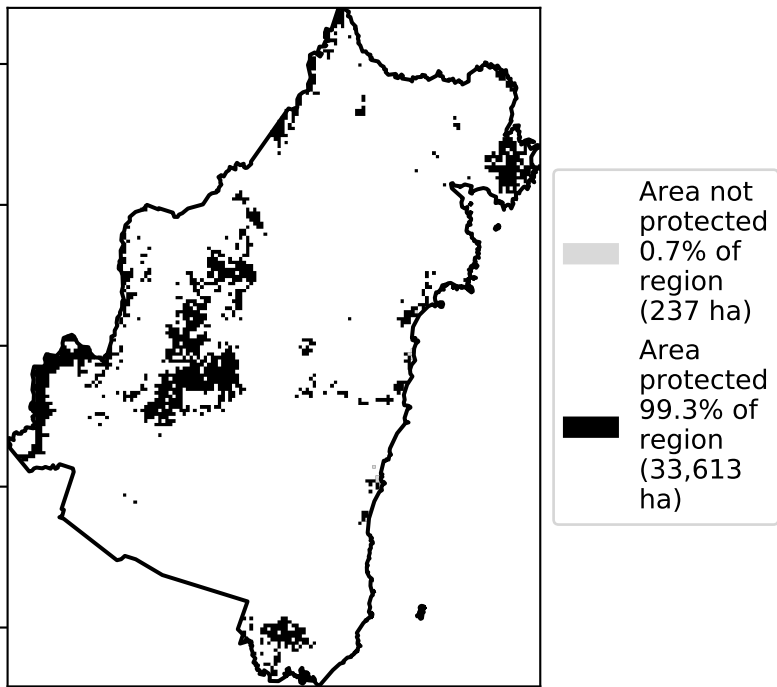 Area not
protected
0.7% of
region
(237 ha)
Area
protected
99.3% of
region
(33,613
ha)